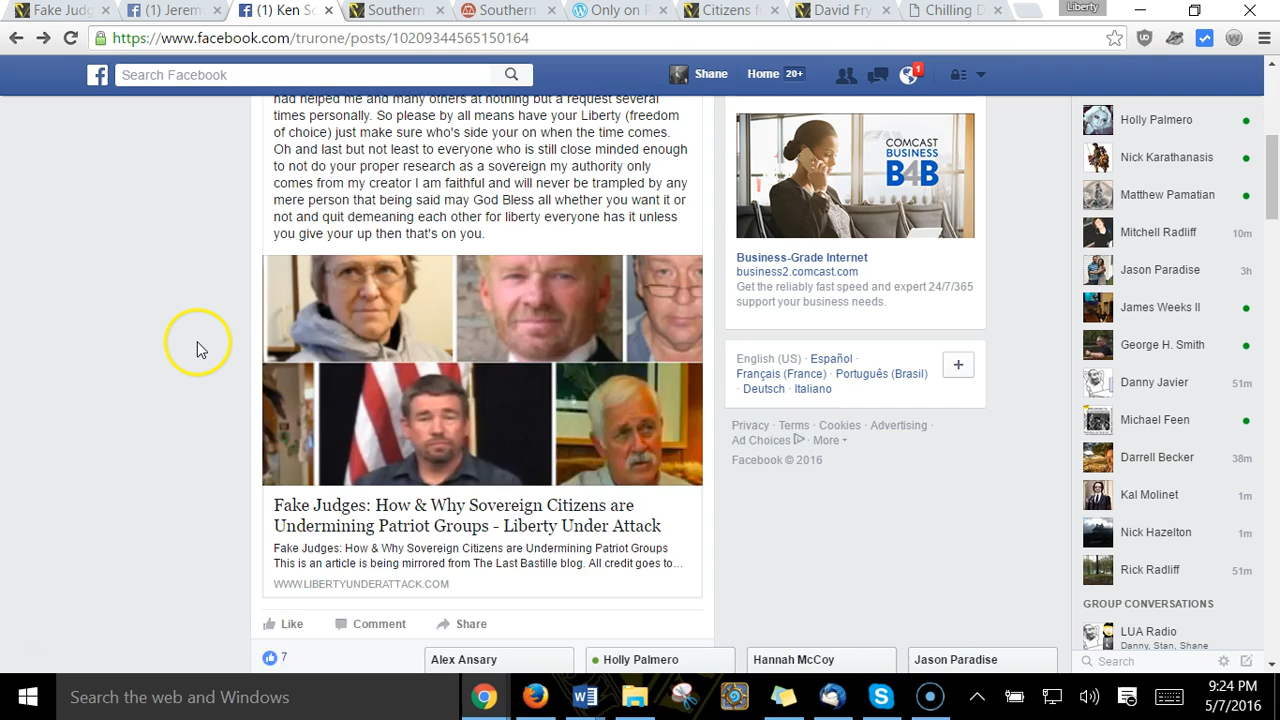 Fake Judg
(1) Jerem
(1) Ken So
Southern
Southern
Only on P
Citizens fo
David Fry
Chilling D
Liberty
https://www.facebook.com/trurone/posts/10209344565150164
Search Facebook
Shane
Home 20+
1
had helped me and many others at nothing but a request several
times personally. So please by all means have your Liberty (freedom
of choice) just make sure who's side your on when the time comes.
Oh and last but not least to everyone who is still close minded enough
to not do your proper research as a sovereign my authority only
comes from my creator I am faithful and will never be trampled by any
mere person that being said may God Bless all whether you want it or
not and quit demeaning each other for liberty everyone has it unless
you give your up then that's on you.
Fake Judges: How & Why Sovereign Citizens are
Undermining Patriot Groups - Liberty Under Attack
Fake Judges: How & Why Sovereign Citizens are Undermining Patriot Groups
This is an article is being mirrored from The Last Bastille blog. All credit goes to…
WWW.LIBERTYUNDERATTACK.COM
Like
Comment
Share
7
COMCAST
BUSINESS
B4B
Business-Grade Internet
business2.comcast.com
Get the reliably fast speed and expert 24/7/365
support your business needs.
English (US) · Español ·
Français (France) · Português (Brasil)
· Deutsch · Italiano
+
Privacy · Terms · Cookies · Advertising ·
Ad Choices · More
Facebook © 2016
Holly Palmero
Nick Karathanasis
Matthew Pamatian
Mitchell Radliff 10m
Jason Paradise 3h
James Weeks II
George H. Smith
Danny Javier 51m
Michael Feen
Darrell Becker 38m
Kal Molinet 1m
Nick Hazelton 1m
Rick Radliff 51m
GROUP CONVERSATIONS
LUA Radio
Danny, Stan, Shane
Search
Alex Ansary
Holly Palmero
Hannah McCoy
Jason Paradise
Search the web and Windows
9:24 PM
5/7/2016